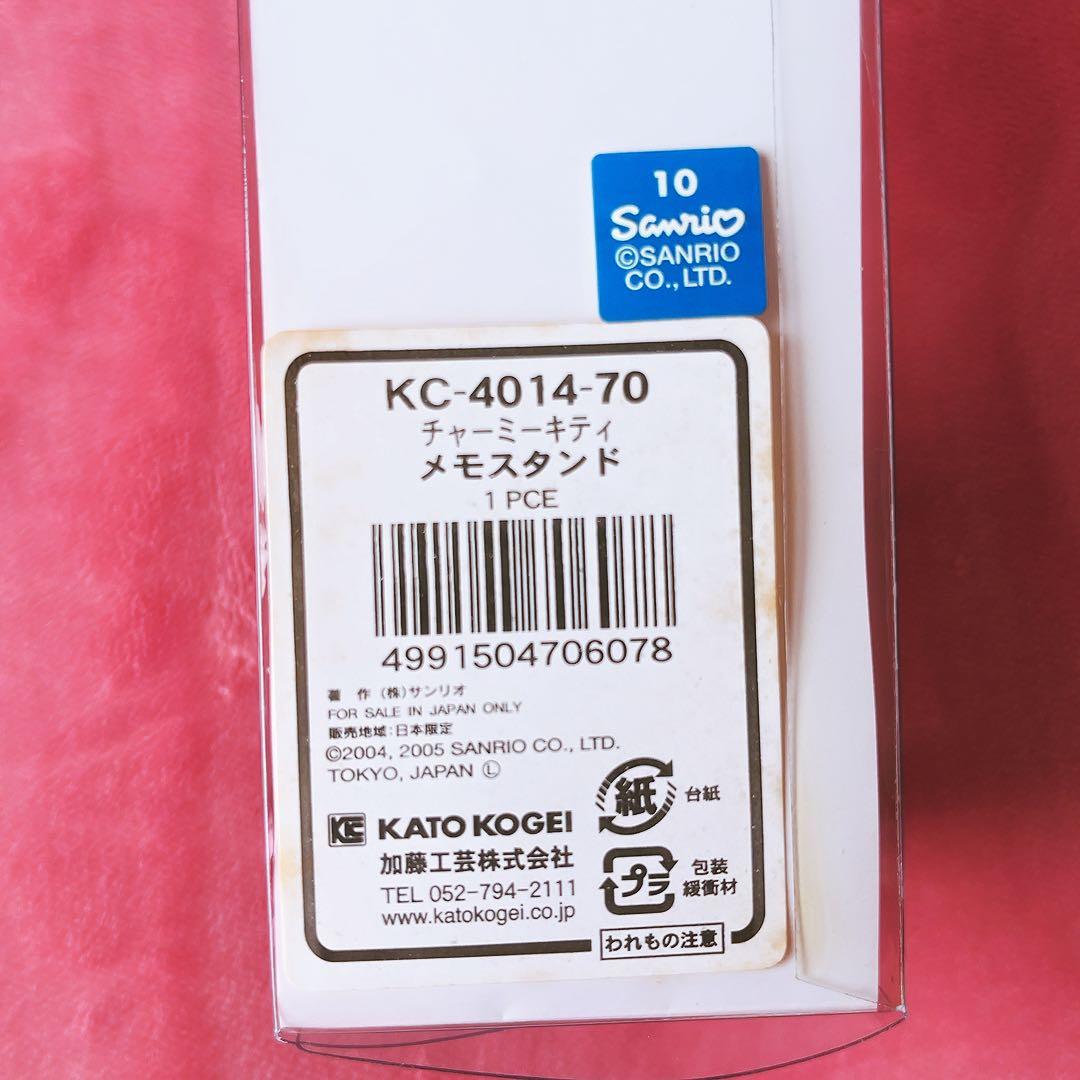 10
Sanrio
©SANRIO
CO., LTD.
KC-4014-70
チャーミーキティ
メモスタンド
1 PCE
4991504706078
著　作 (株)サンリオ
FOR SALE IN JAPAN ONLY
販売地域:日本限定
©2004, 2005 SANRIO CO., LTD.
TOKYO, JAPAN Ⓛ
紙 台紙
KE KATO KOGEI
加藤工芸株式会社
プラ 包装
緩衝材
TEL 052-794-2111
www.katokogei.co.jp
われもの注意